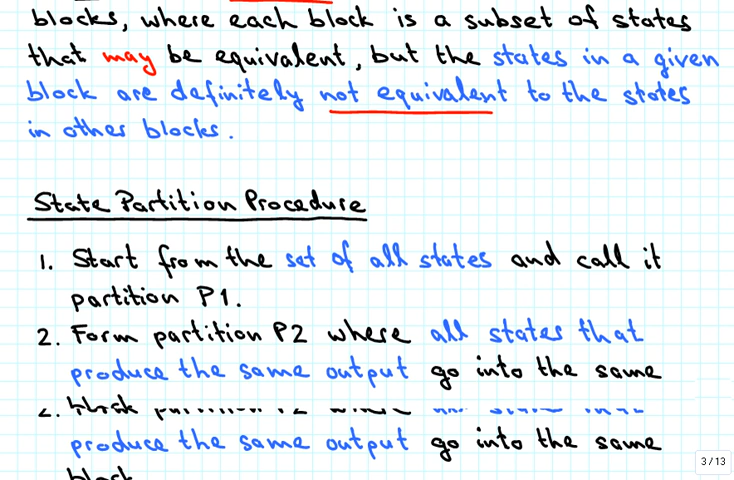 blocks, where each block is a subset of states
that may be equivalent, but the states in a given
block are definitely not equivalent to the states
in other blocks.
State Partition Procedure
1. Start from the set of all states and call it
partition P1.
2. Form partition P2 where all states that
produce the same output go into the same
block
produce the same output go into the same
block
3/13